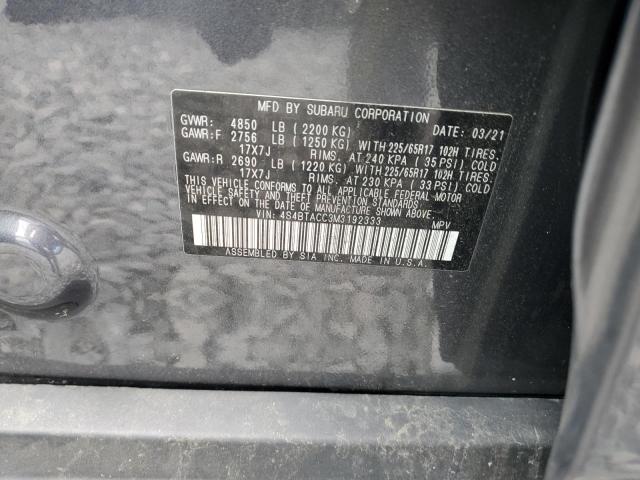 MFD BY SUBARU CORPORATION
GVWR: 4850 LB ( 2200 KG) DATE: 03/21
GAWR:F 2756 LB ( 1250 KG) WITH 225/65R17 102H TIRES.
17X7J RIMS. AT 240 KPA ( 35 PSI) COLD
GAWR:R 2690 LB ( 1220 KG) WITH 225/65R17 102H TIRES.
17X7J RIMS. AT 230 KPA ( 33 PSI) COLD
THIS VEHICLE CONFORMS TO ALL APPLICABLE FEDERAL MOTOR
VEHICLE SAFETY AND THEFT PREVENTION STANDARDS
IN EFFECT ON THE DATE OF MANUFACTURE SHOWN ABOVE.
VIN: 4S4BTACC3M3192333 MPV
ASSEMBLED BY SIA INC. MADE IN U.S.A.